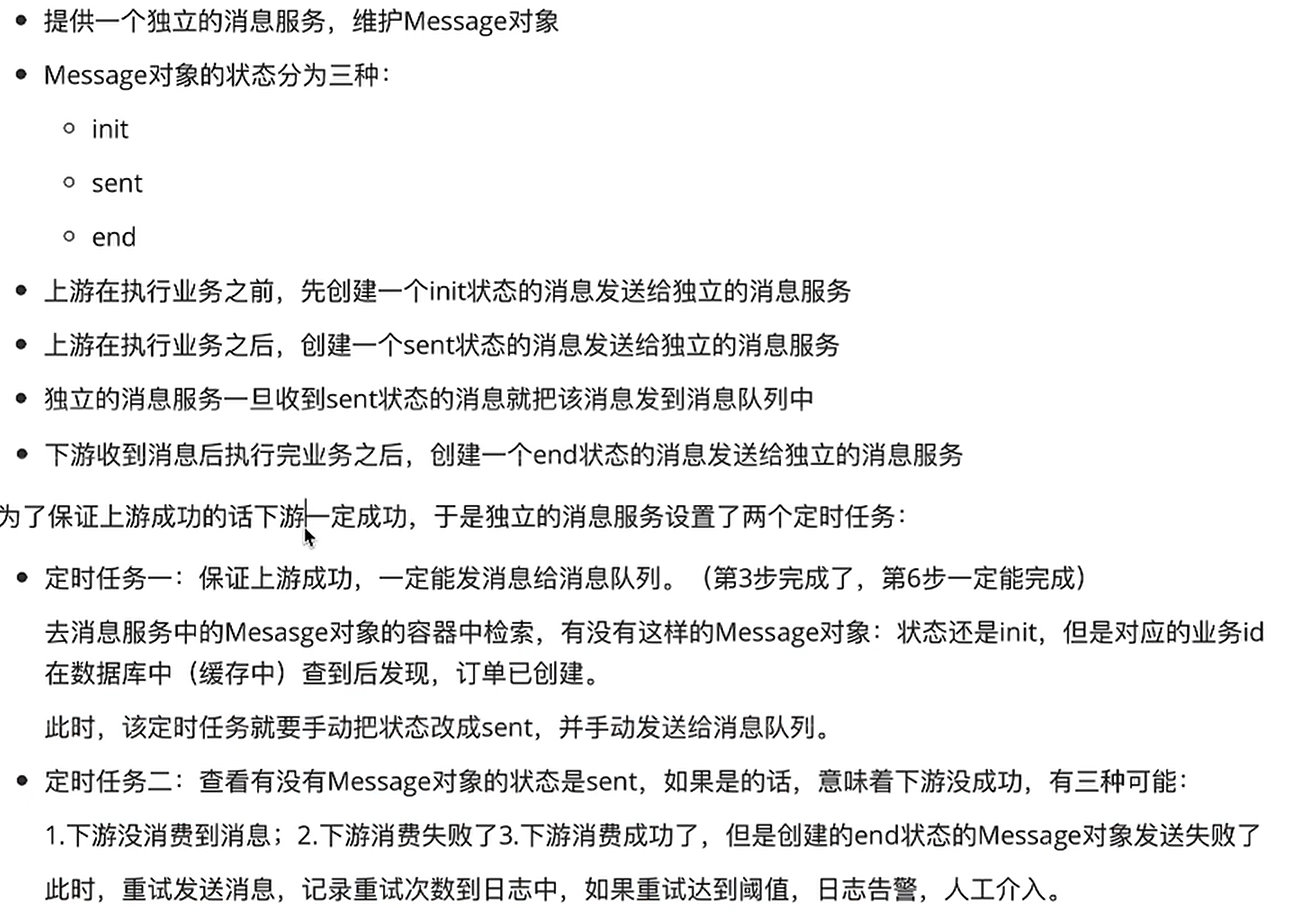 提供一个独立的消息服务，维护Message对象
Message对象的状态分为三种：
init
sent
end
上游在执行业务之前，先创建一个init状态的消息发送给独立的消息服务
上游在执行业务之后，创建一个sent状态的消息发送给独立的消息服务
独立的消息服务一旦收到sent状态的消息就把该消息发到消息队列中
下游收到消息后执行完业务之后，创建一个end状态的消息发送给独立的消息服务
为了保证上游成功的话下游一定成功，于是独立的消息服务设置了两个定时任务：
定时任务一：保证上游成功，一定能发消息给消息队列。（第3步完成了，第6步一定能完成）
去消息服务中的Mesasge对象的容器中检索，有没有这样的Message对象：状态还是init，但是对应的业务id
在数据库中（缓存中）查到后发现，订单已创建。
此时，该定时任务就要手动把状态改成sent，并手动发送给消息队列。
定时任务二：查看有没有Message对象的状态是sent，如果是的话，意味着下游没成功，有三种可能：
1.下游没消费到消息；2.下游消费失败了3.下游消费成功了，但是创建的end状态的Message对象发送失败了
此时，重试发送消息，记录重试次数到日志中，如果重试达到阈值，日志告警，人工介入。